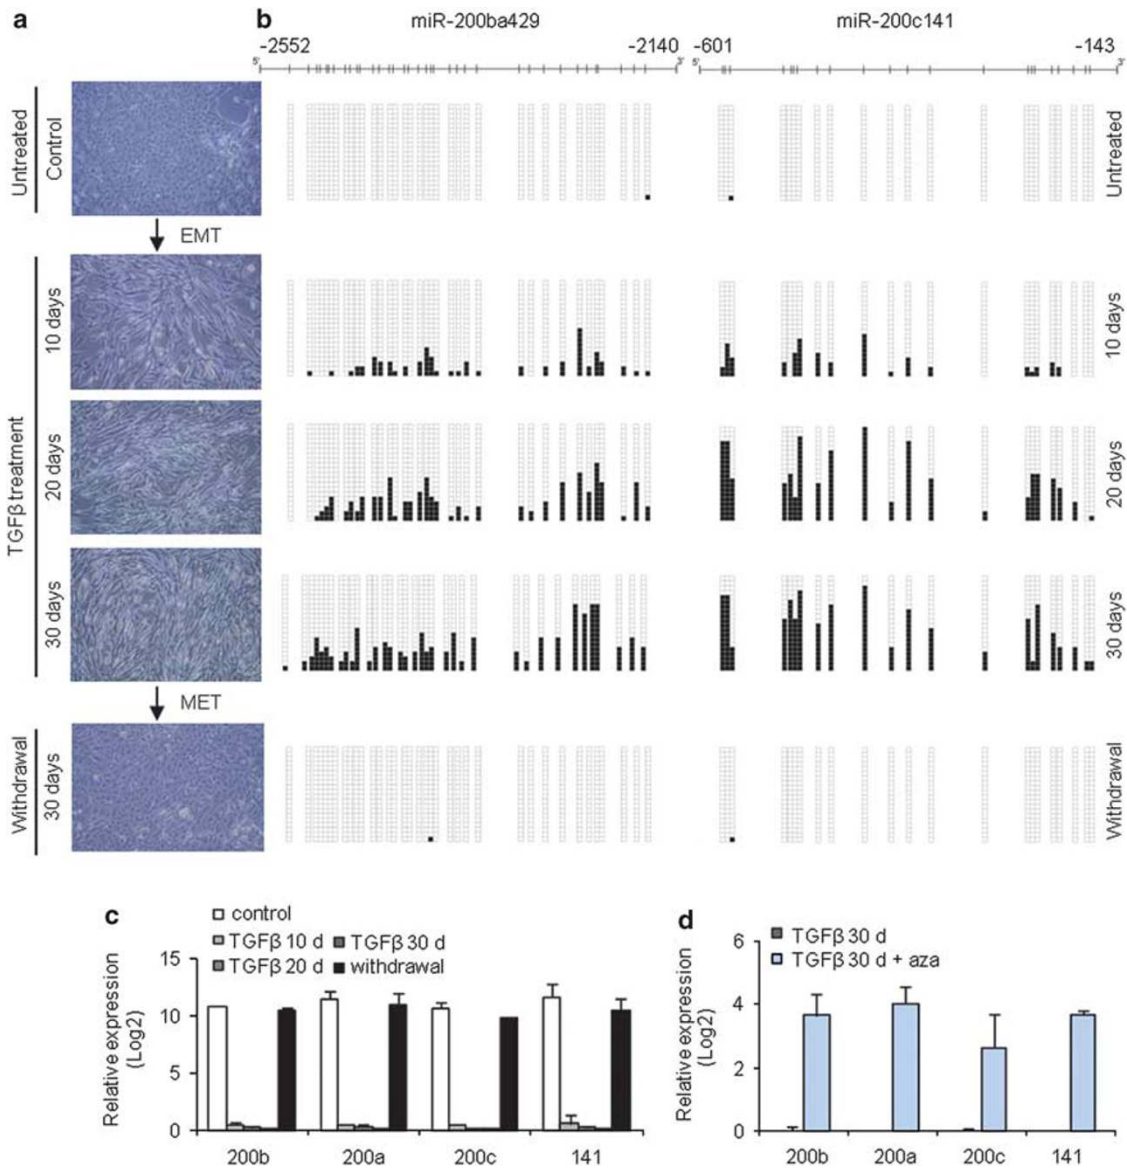 a
b
miR-200ba429
miR-200c141
-2552
-2140
-601
-143
5'
3'
5'
3'
Untreated
Control
Untreated
EMT
TGFβ treatment
10 days
10 days
20 days
20 days
30 days
30 days
MET
Withdrawal
30 days
Withdrawal
c
control
TGFβ 10 d
TGFβ 30 d
TGFβ 20 d
withdrawal
Relative expression
(Log2)
15
10
5
0
200b
200a
200c
141
d
TGFβ 30 d
TGFβ 30 d + aza
Relative expression
(Log2)
6
4
2
0
200b
200a
200c
141